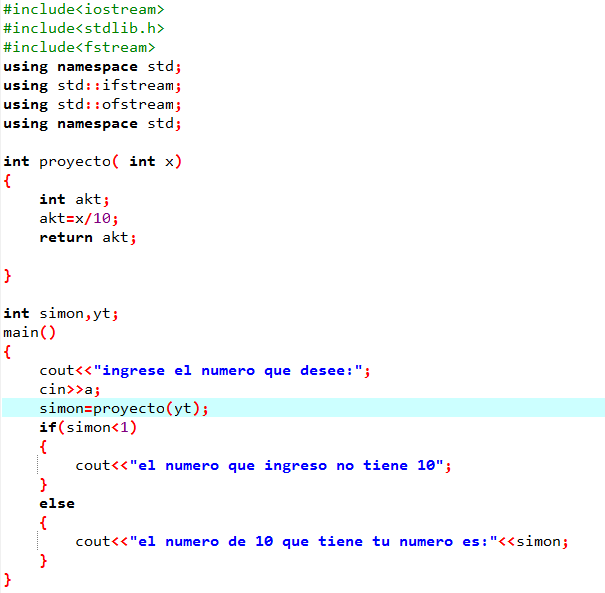 #include<iostream>
#include<stdlib.h>
#include<fstream>
using namespace std;
using std::ifstream;
using std::ofstream;
using namespace std;
int proyecto( int x)
{
int akt;
akt=x/10;
return akt;
}
int simon,yt;
main()
{
cout<<"ingrese el numero que desee:";
cin>>a;
simon=proyecto(yt);
if(simon<1)
{
cout<<"el numero que ingreso no tiene 10";
}
else
{
cout<<"el numero de 10 que tiene tu numero es:"<<simon;
}
}